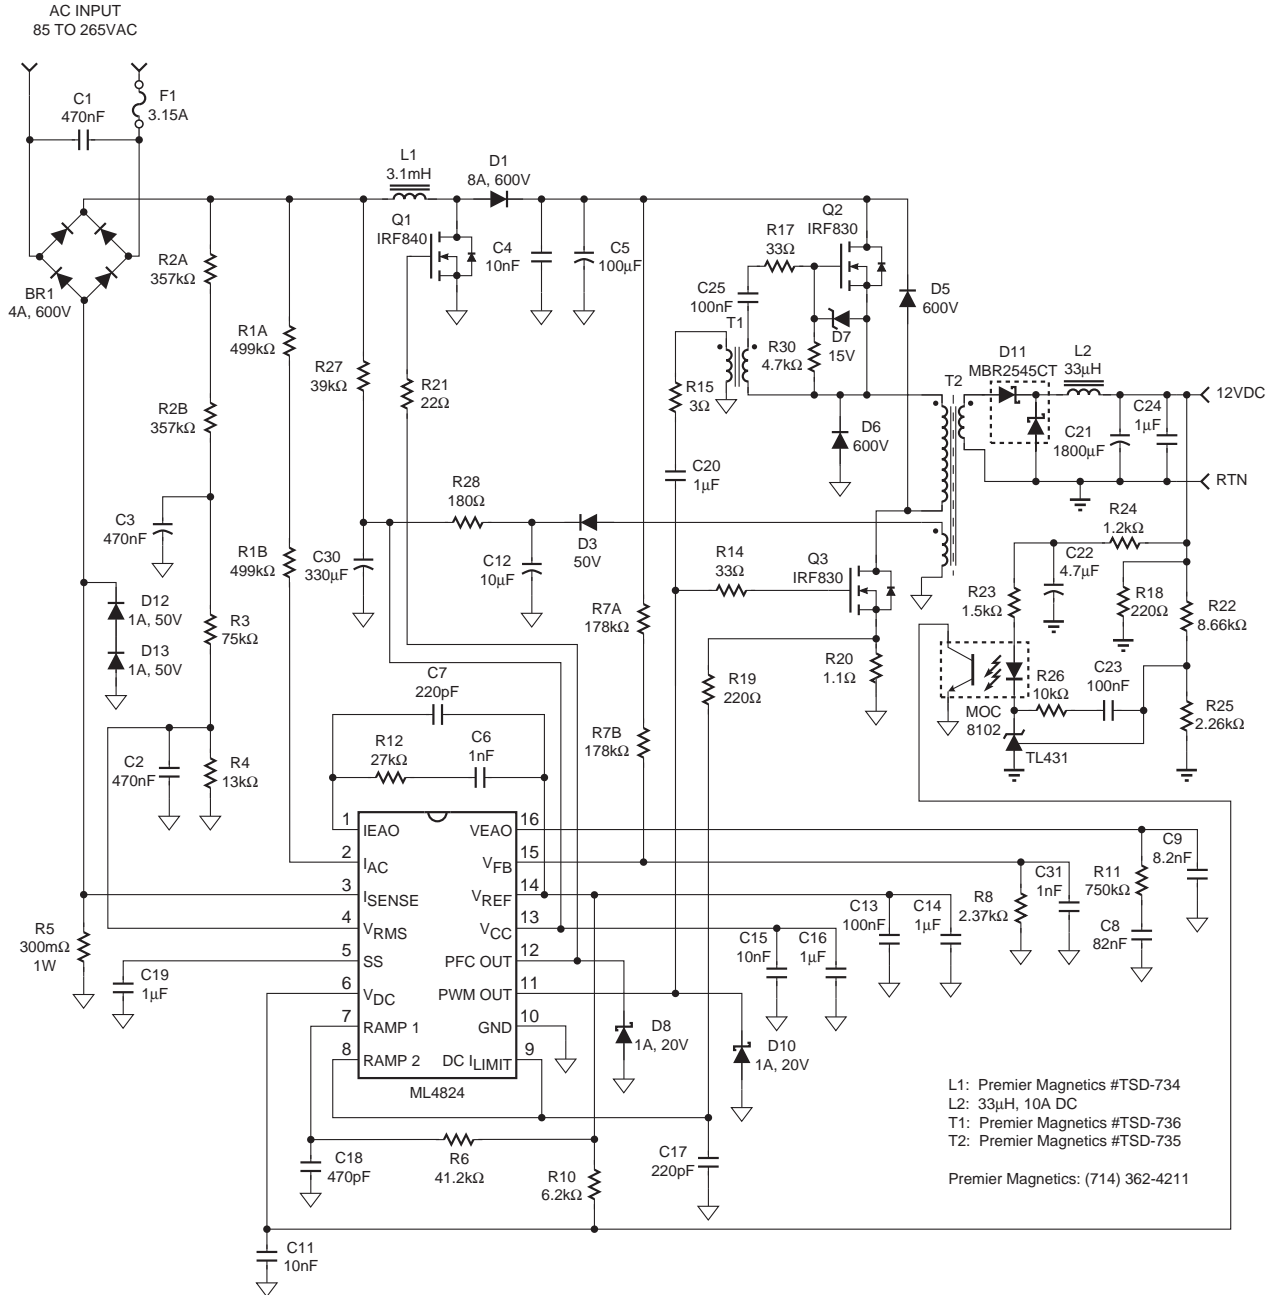 AC INPUT
85 TO 265VAC
C1
470nF
F1
3.15A
L1
3.1mH
D1
8A, 600V
Q1
IRF840
C4
10nF
C5
100µF
R17
33Ω
Q2
IRF830
C25
100nF
T1
D7
15V
R30
4.7kΩ
D5
600V
BR1
4A, 600V
R2A
357kΩ
R1A
499kΩ
R27
39kΩ
R21
22Ω
R15
3Ω
D6
600V
T2
D11
MBR2545CT
L2
33µH
C21
1800µF
C24
1µF
12VDC
RTN
R2B
357kΩ
C20
1µF
C3
470nF
R1B
499kΩ
C30
330µF
R28
180Ω
C12
10µF
D3
50V
R14
33Ω
Q3
IRF830
R24
1.2kΩ
C22
4.7µF
R23
1.5kΩ
R18
220Ω
R22
8.66kΩ
D12
1A, 50V
D13
1A, 50V
R3
75kΩ
R7A
178kΩ
R19
220Ω
R20
1.1Ω
MOC
8102
R26
10kΩ
C23
100nF
R25
2.26kΩ
TL431
C7
220pF
R12
27kΩ
C6
1nF
R7B
178kΩ
C2
470nF
R4
13kΩ
1 IEAO VEAO 16
2 IAC VFB 15
3 ISENSE VREF 14
4 VRMS VCC 13
5 SS PFC OUT 12
6 VDC PWM OUT 11
7 RAMP 1 GND 10
8 RAMP 2 DC ILIMIT 9
ML4824
R5
300mΩ
1W
C19
1µF
D8
1A, 20V
D10
1A, 20V
C15
10nF
C16
1µF
C13
100nF
C14
1µF
R8
2.37kΩ
C31
1nF
R11
750kΩ
C8
82nF
C9
8.2nF
C18
470pF
R6
41.2kΩ
R10
6.2kΩ
C17
220pF
C11
10nF
L1: Premier Magnetics #TSD-734
L2: 33µH, 10A DC
T1: Premier Magnetics #TSD-736
T2: Premier Magnetics #TSD-735
Premier Magnetics: (714) 362-4211